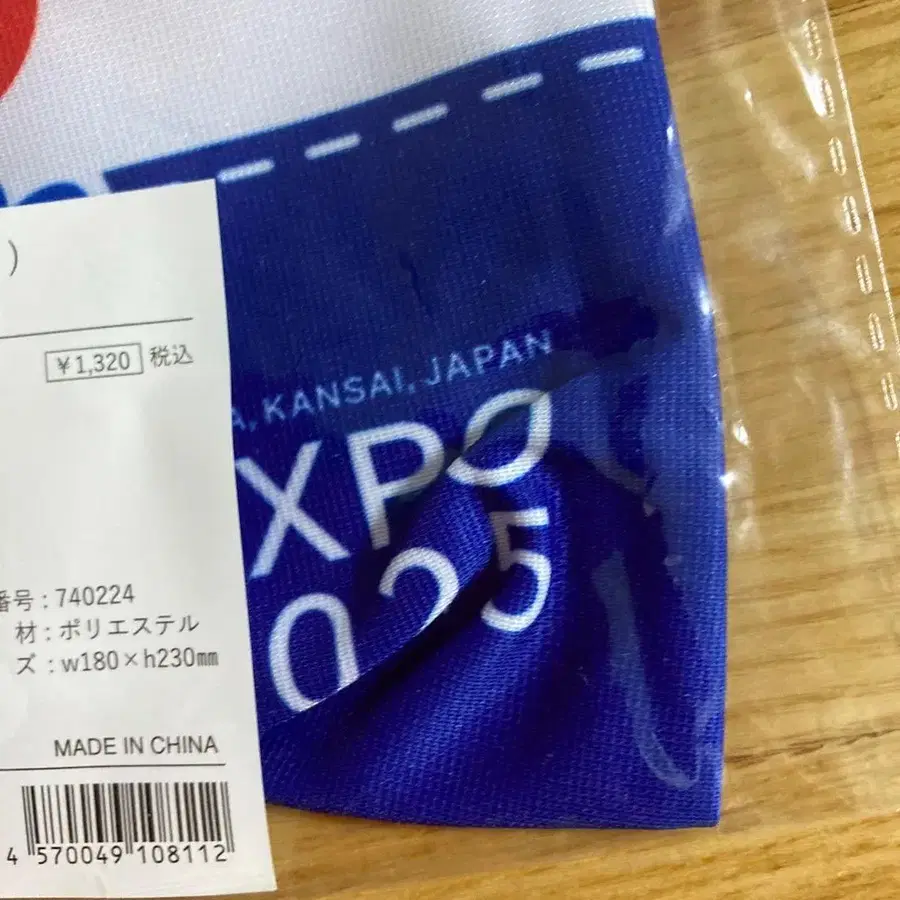 )
¥1,320 税込
番号:740224
材:ポリエステル
ズ:w180×h230mm
MADE IN CHINA
4 570049 108112
A, KANSAI, JAPAN
XPO
025